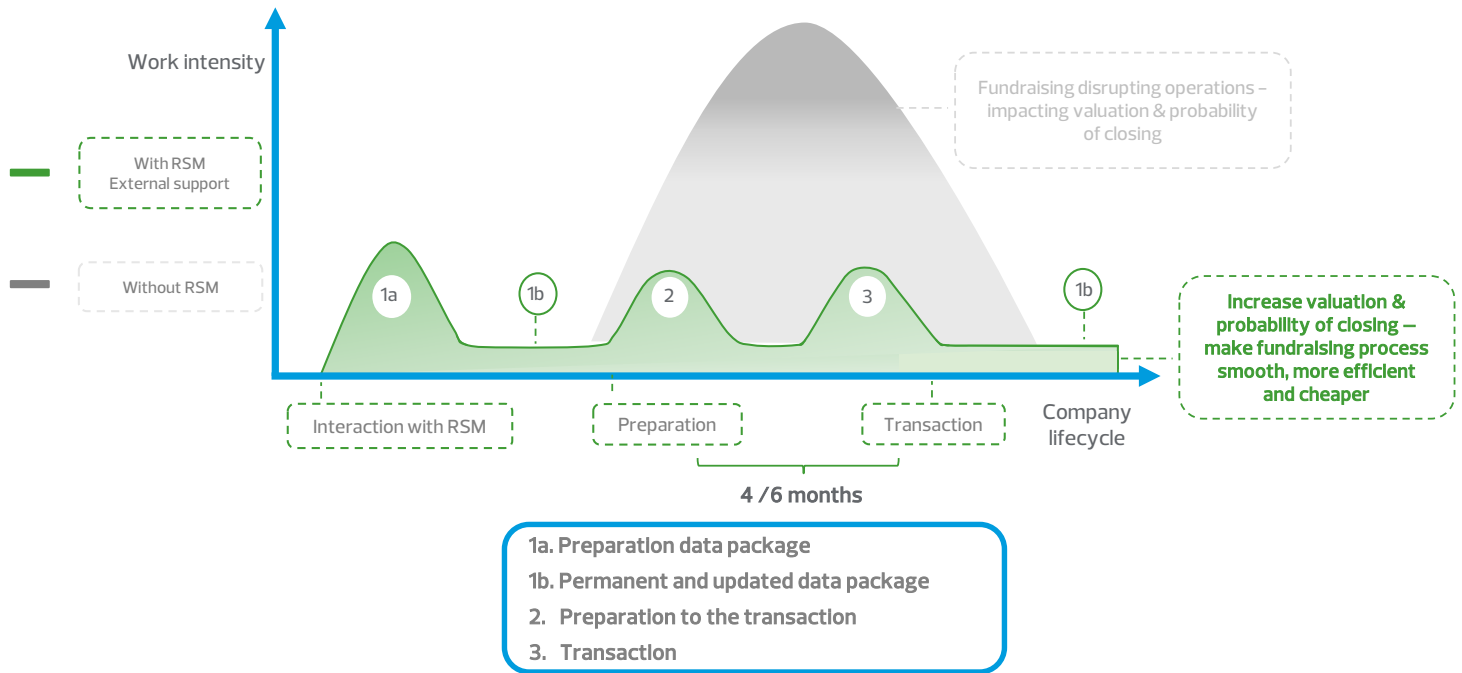 Work intensity
Fundraising disrupting operations –
impacting valuation & probability
of closing
With RSM
External support
Without RSM
1a
1b
2
3
1b
Increase valuation &
probability of closing –
make fundraising process
smooth, more efficient
and cheaper
Interaction with RSM
Preparation
Transaction
Company
lifecycle
4 /6 months
1a. Preparation data package
1b. Permanent and updated data package
2. Preparation to the transaction
3. Transaction